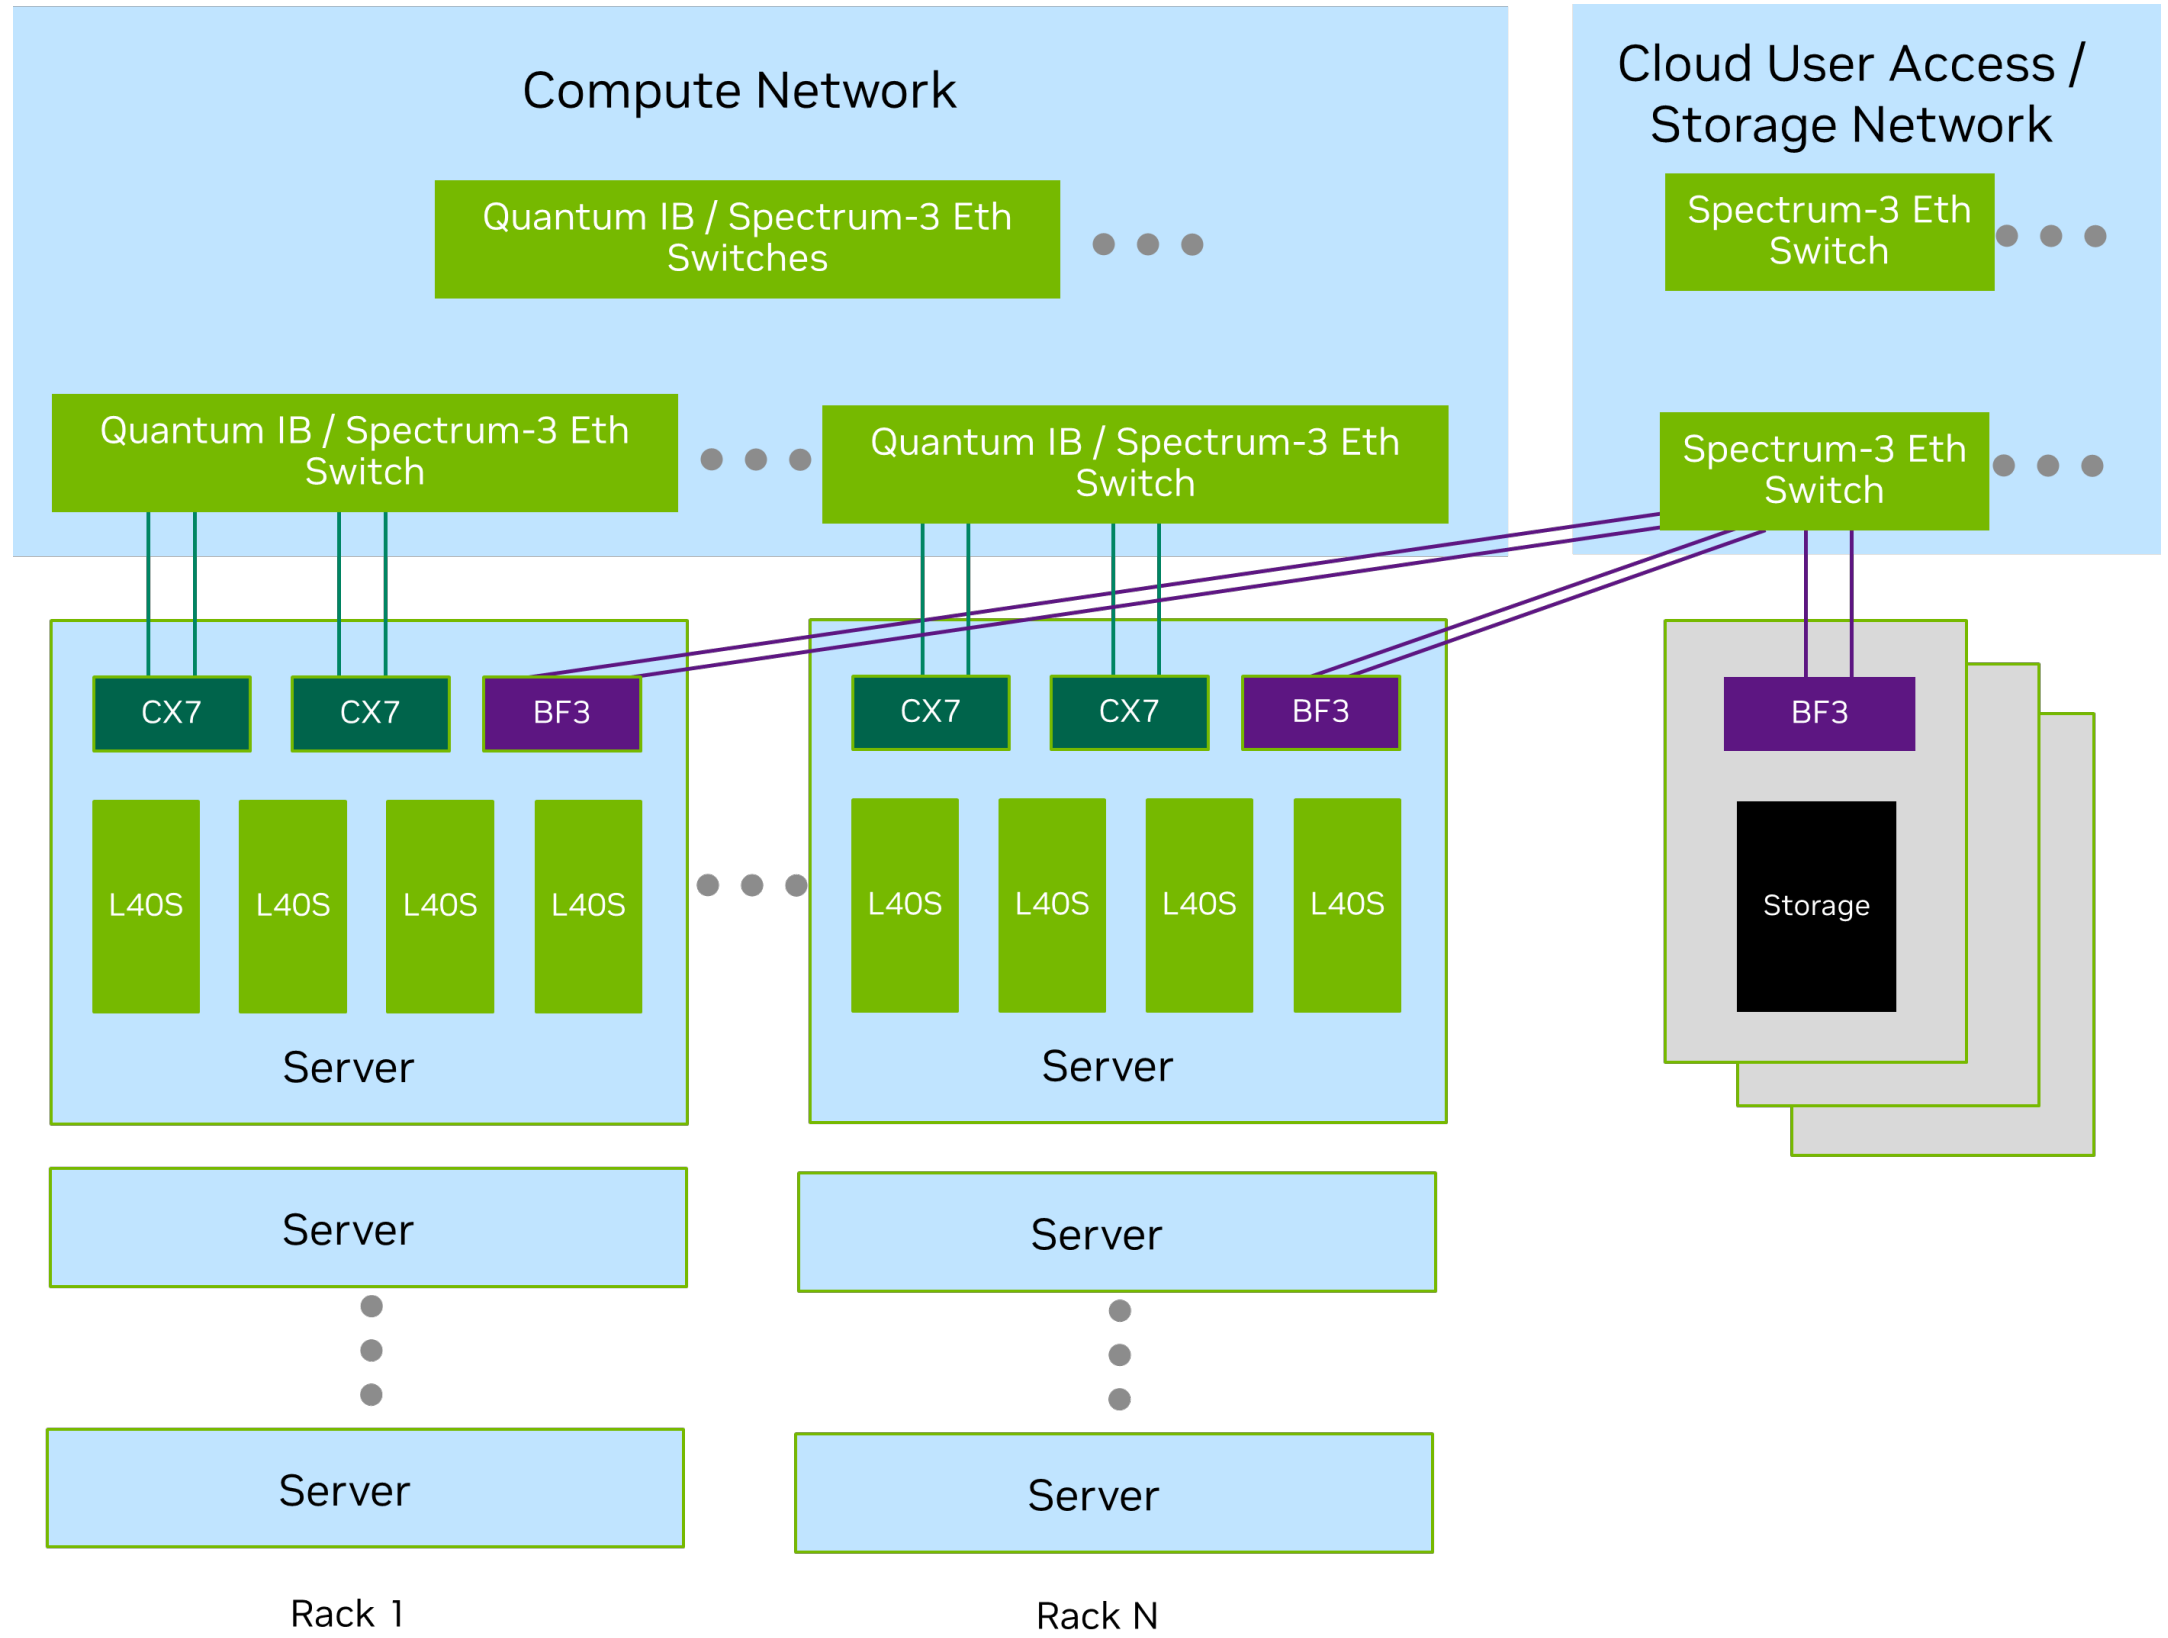 Compute Network
Quantum IB / Spectrum-3 Eth
Switches
Quantum IB / Spectrum-3 Eth
Switch
Quantum IB / Spectrum-3 Eth
Switch
Cloud User Access /
Storage Network
Spectrum-3 Eth
Switch
Spectrum-3 Eth
Switch
CX7
CX7
BF3
L40S
L40S
L40S
L40S
Server
Server
Server
Rack 1
CX7
CX7
BF3
L40S
L40S
L40S
L40S
Server
Server
Server
Rack N
BF3
Storage